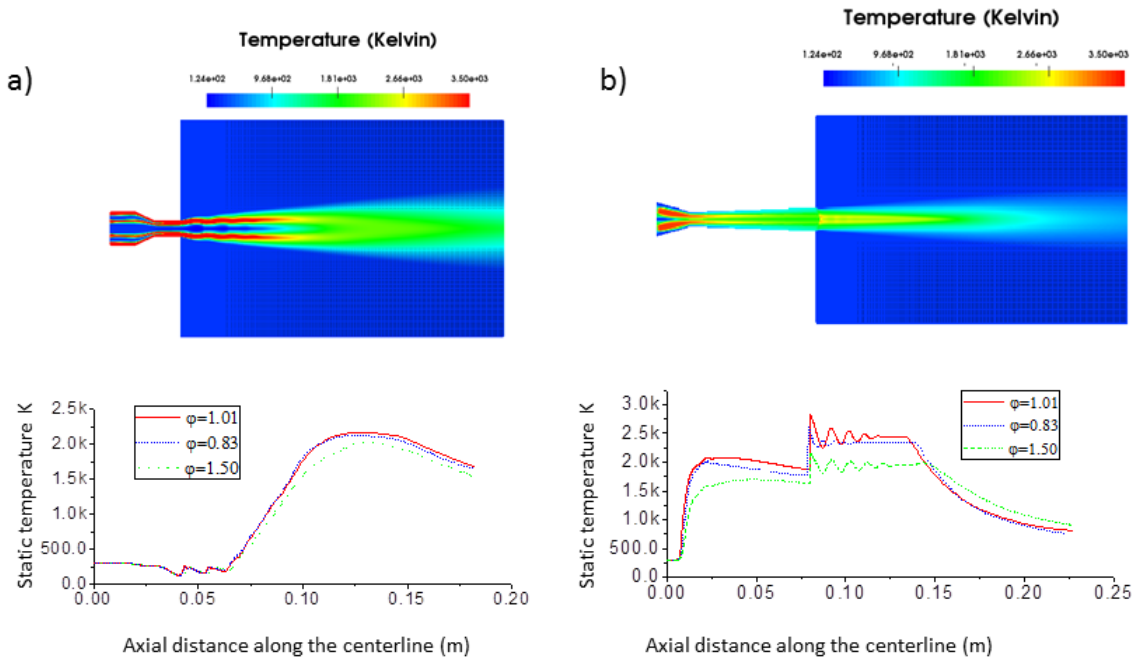 a)
Temperature (Kelvin)
1.24e+02 9.68e+02 1.81e+03 2.66e+03 3.50e+03
b)
Temperature (Kelvin)
1.24e+02 9.68e+02 1.81e+03 2.66e+03 3.50e+03
Static temperature K
2.5k
2.0k
1.5k
1.0k
500.0
0.0
φ=1.01
φ=0.83
φ=1.50
0.00 0.05 0.10 0.15 0.20
Axial distance along the centerline (m)
Static temperature K
3.0k
2.5k
2.0k
1.5k
1.0k
500.0
0.0
φ=1.01
φ=0.83
φ=1.50
0.00 0.05 0.10 0.15 0.20 0.25
Axial distance along the centerline (m)